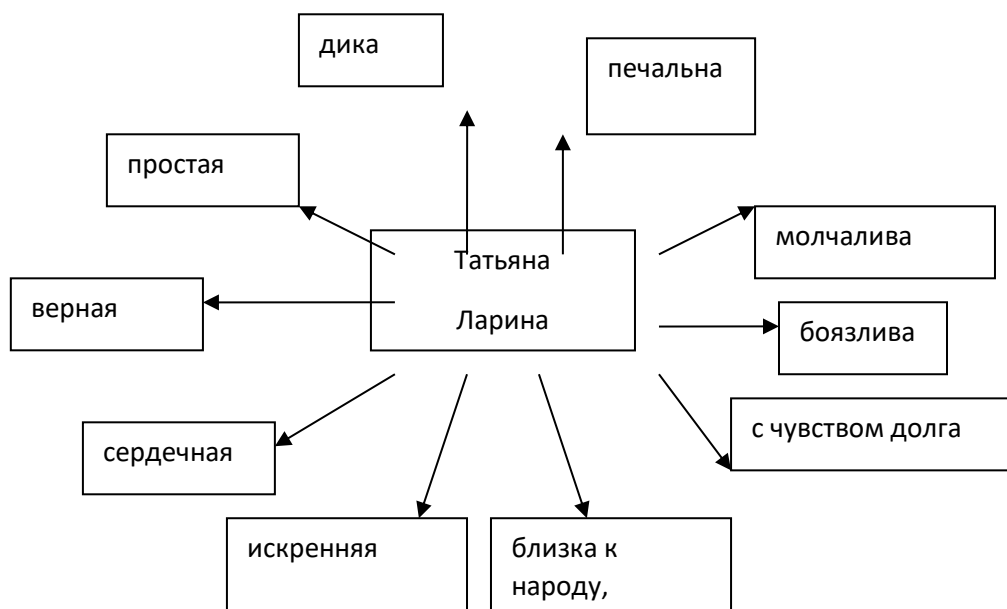 дика
печальна
простая
молчалива
Татьяна
Ларина
верная
боязлива
с чувством долга
сердечная
искренняя
близка к
народу,